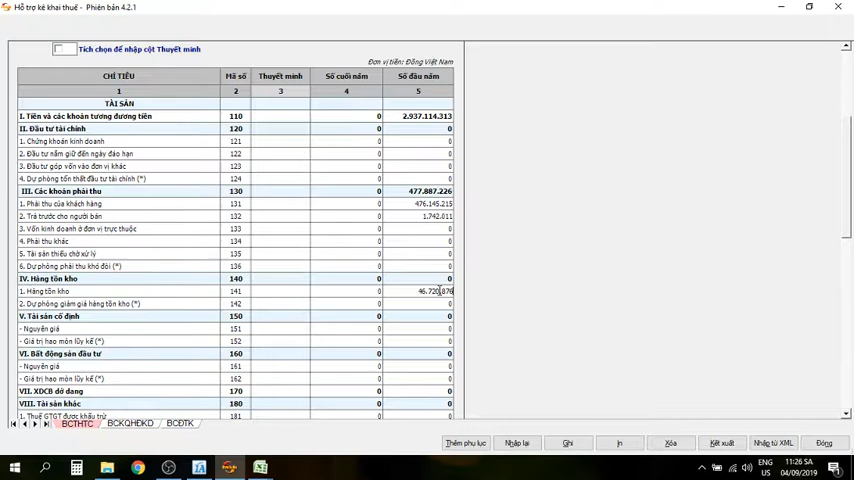 Hỗ trợ kê khai thuế - Phiên bản 4.2.1
Tích chọn để nhập cột Thuyết minh
Đơn vị tiền: Đồng Việt Nam
CHỈ TIÊU Mã số Thuyết minh Số cuối năm Số đầu năm
1 2 3 4 5
TÀI SẢN
I. Tiền và các khoản tương đương tiền 110 0 2.937.114.313
II. Đầu tư tài chính 120 0 0
1. Chứng khoán kinh doanh 121 0 0
2. Đầu tư nắm giữ đến ngày đáo hạn 122 0 0
3. Đầu tư góp vốn vào đơn vị khác 123 0 0
4. Dự phòng tổn thất đầu tư tài chính (*) 124 0 0
III. Các khoản phải thu 130 0 477.887.226
1. Phải thu của khách hàng 131 0 476.145.215
2. Trả trước cho người bán 132 0 1.742.011
3. Vốn kinh doanh ở đơn vị trực thuộc 133 0 0
4. Phải thu khác 134 0 0
5. Tài sản thiếu chờ xử lý 135 0 0
6. Dự phòng phải thu khó đòi (*) 136 0 0
IV. Hàng tồn kho 140 0 0
1. Hàng tồn kho 141 0 46.720.876
2. Dự phòng giảm giá hàng tồn kho (*) 142 0 0
V. Tài sản cố định 150 0 0
- Nguyên giá 151 0 0
- Giá trị hao mòn lũy kế (*) 152 0 0
VI. Bất động sản đầu tư 160 0 0
- Nguyên giá 161 0 0
- Giá trị hao mòn lũy kế (*) 162 0 0
VII. XDCB dở dang 170 0 0
VIII. Tài sản khác 180 0 0
1. Thuế GTGT được khấu trừ 181 0 0
BCTHTC BCKQHĐKD BCĐTK
Thêm phụ lục Nhập lại Ghi In Xóa Kết xuất Nhập từ XML Đóng
ENG 11:26 SA
US 04/09/2019